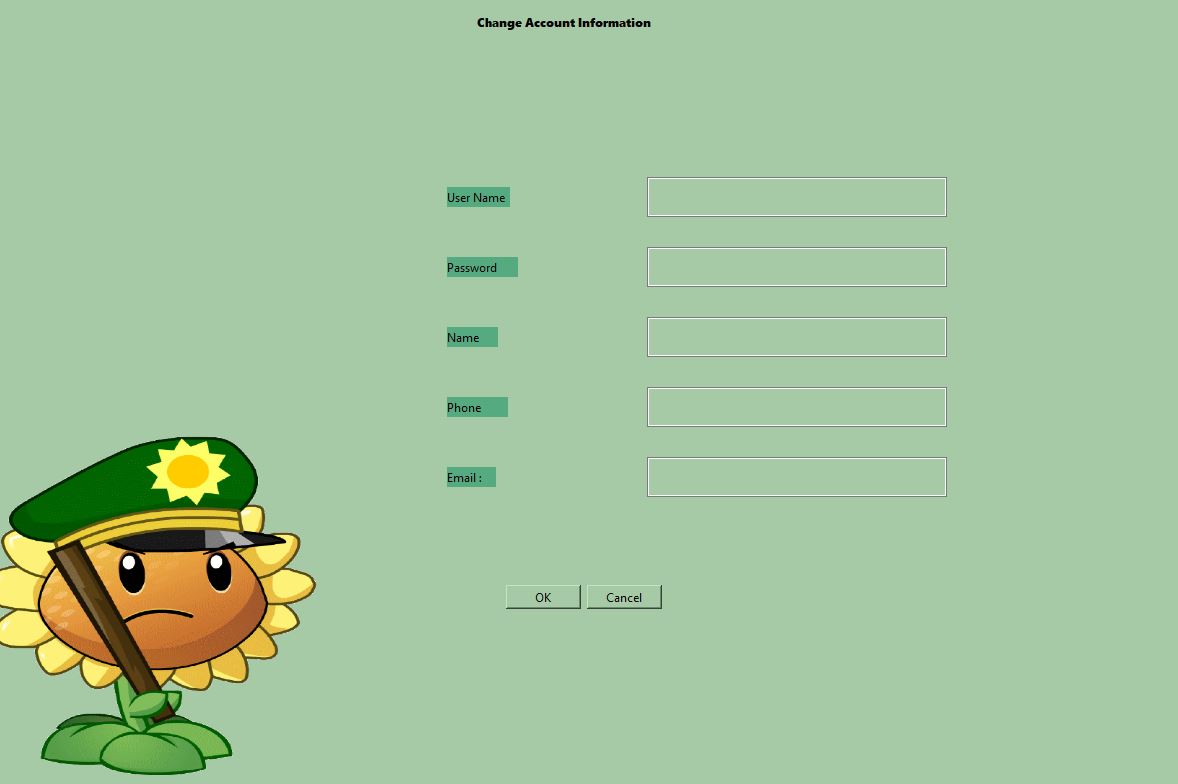 Change Account Information
User Name
Password
Name
Phone
Email :
OK
Cancel